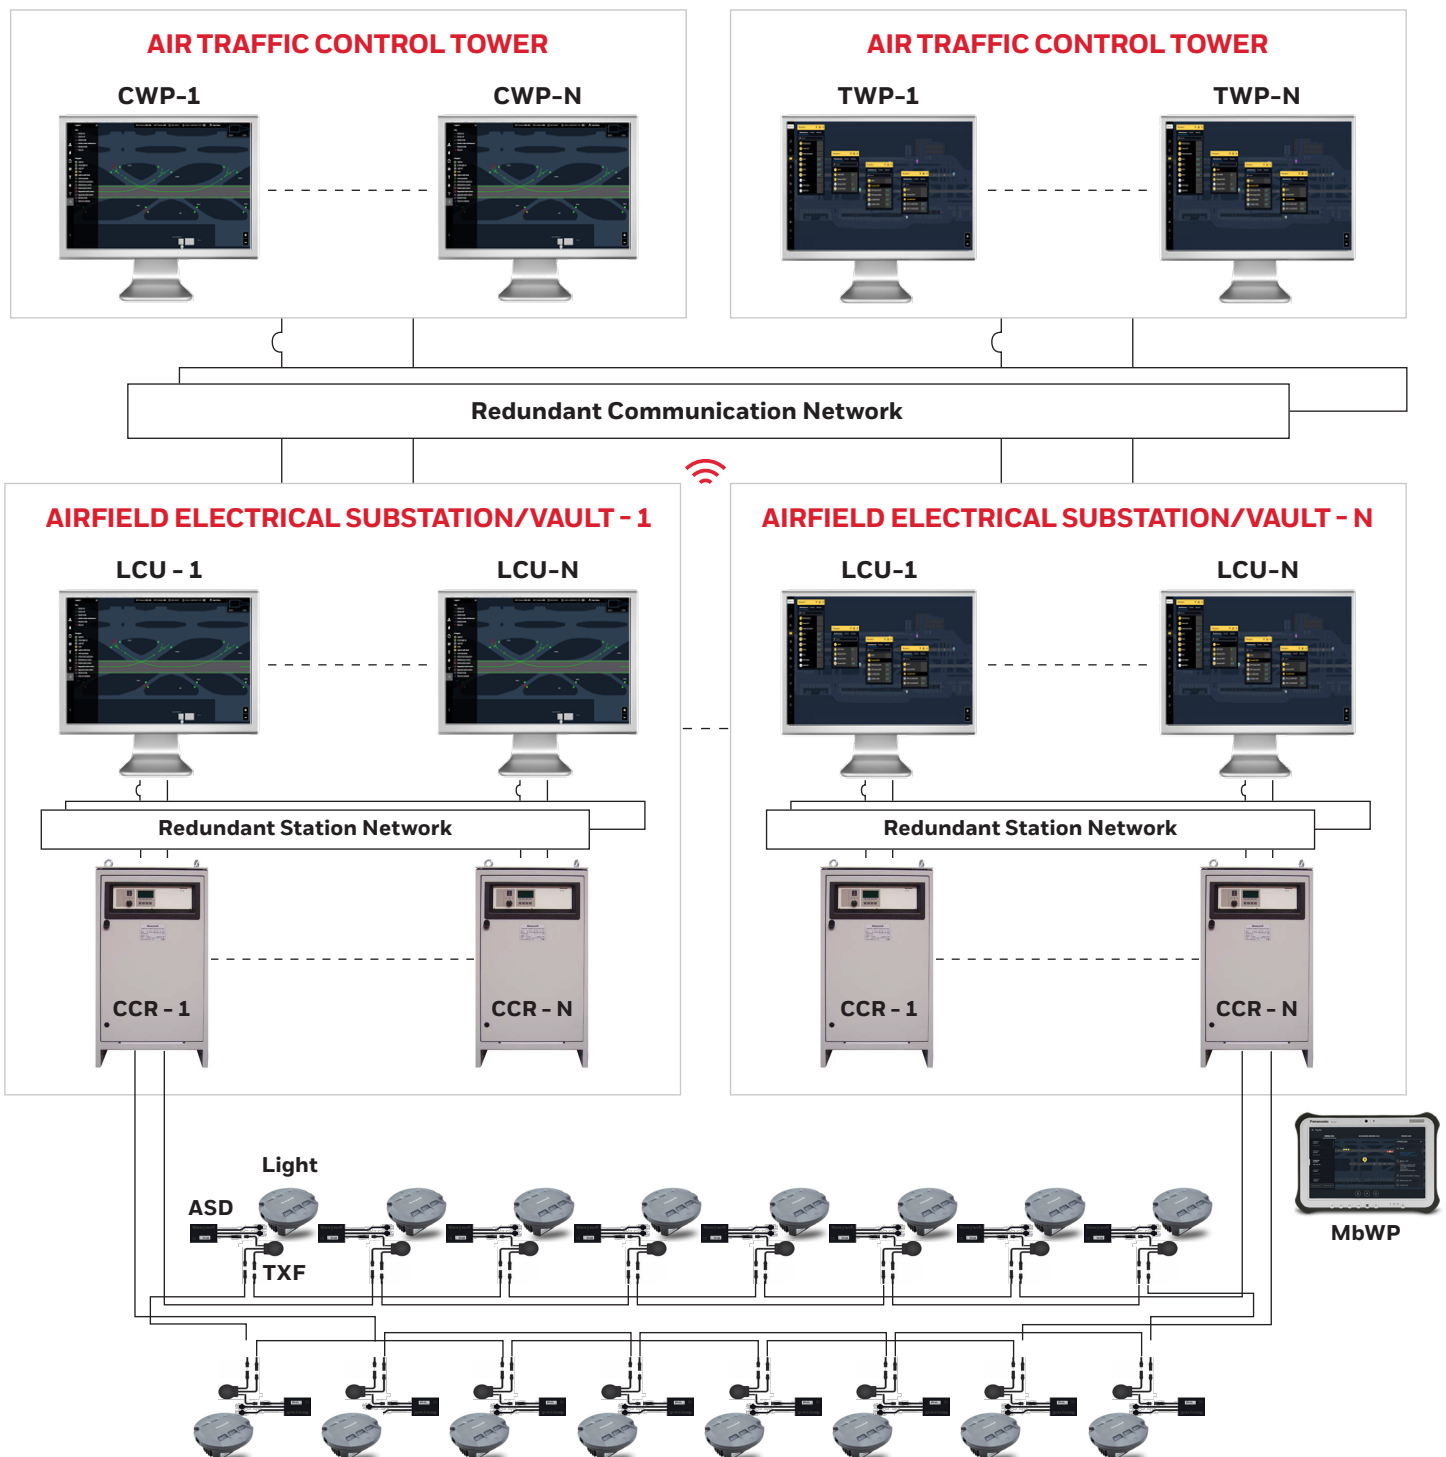 AIR TRAFFIC CONTROL TOWER
CWP-1
CWP-N
AIR TRAFFIC CONTROL TOWER
TWP-1
TWP-N
Redundant Communication Network
AIRFIELD ELECTRICAL SUBSTATION/VAULT - 1
LCU - 1
LCU-N
Redundant Station Network
CCR - 1
CCR - N
AIRFIELD ELECTRICAL SUBSTATION/VAULT - N
LCU-1
LCU-N
Redundant Station Network
CCR - 1
CCR - N
Light
ASD
TXF
MbWP